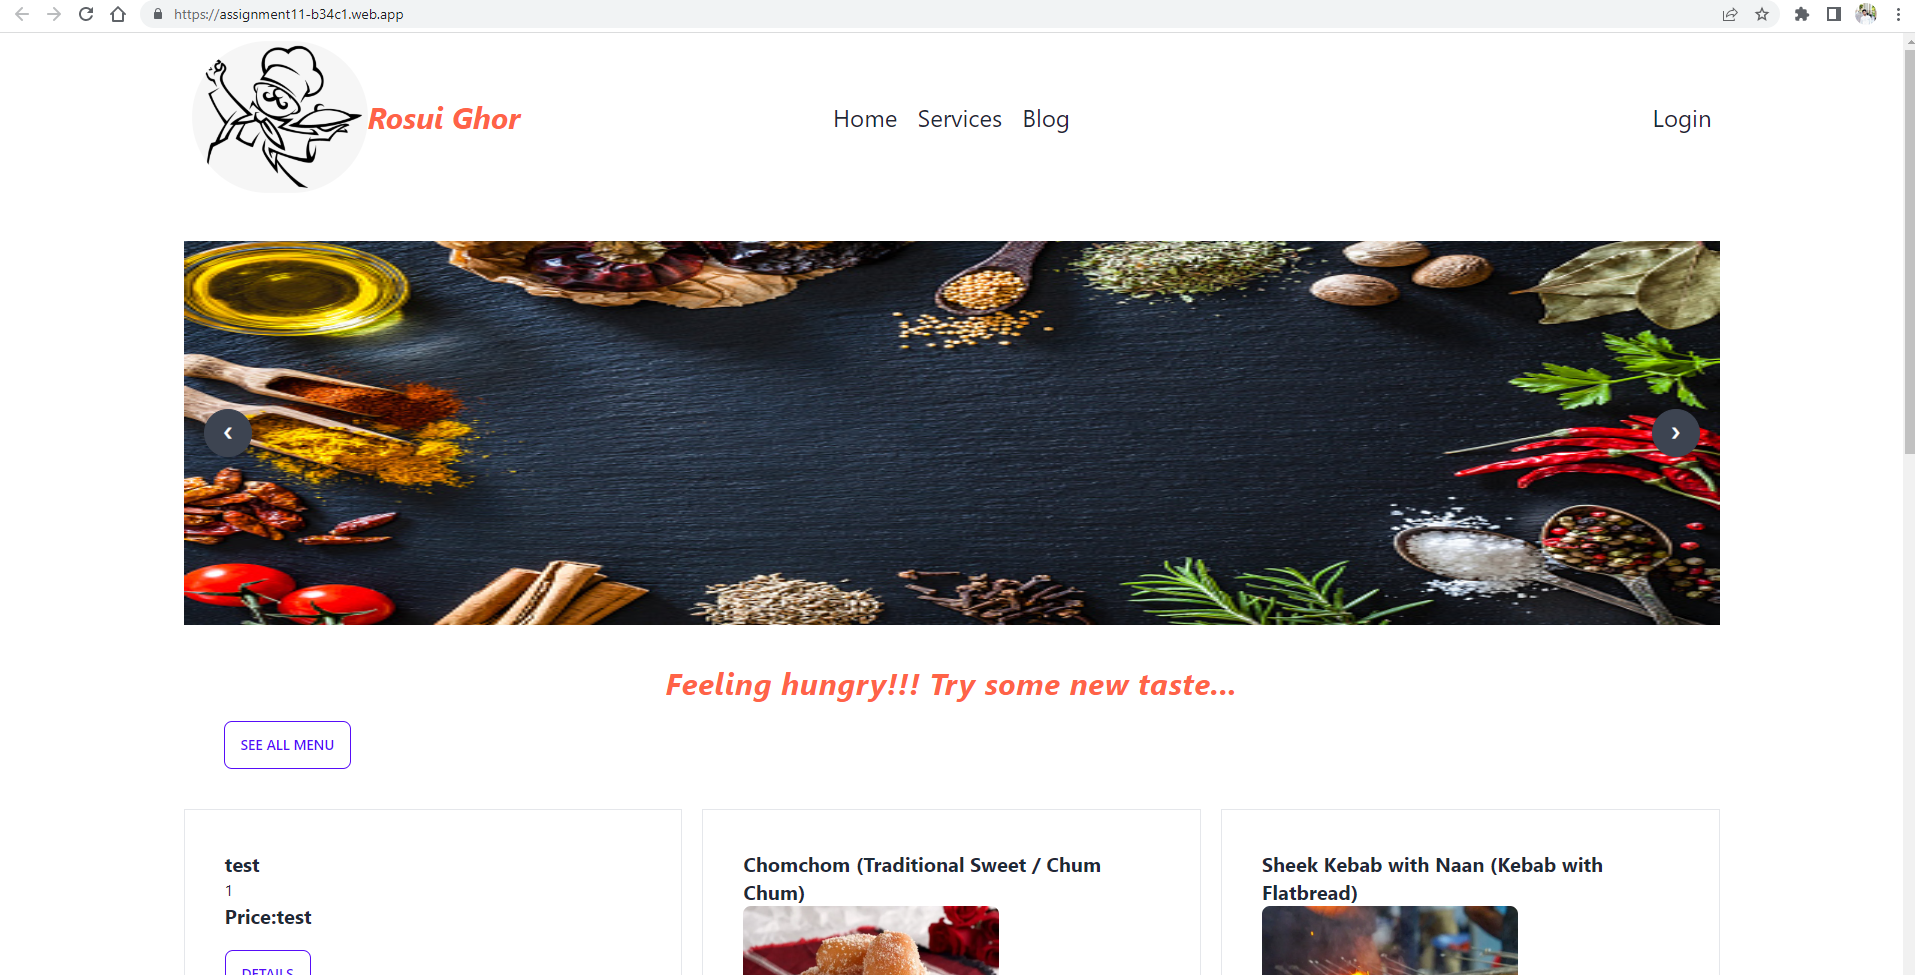 https://assignment11-b34c1.web.app
Rosui Ghor
Home Services Blog
Login
Feeling hungry!!! Try some new taste...
SEE ALL MENU
test
1
Price:test
DETAILS
Chomchom (Traditional Sweet / Chum
Chum)
Sheek Kebab with Naan (Kebab with
Flatbread)